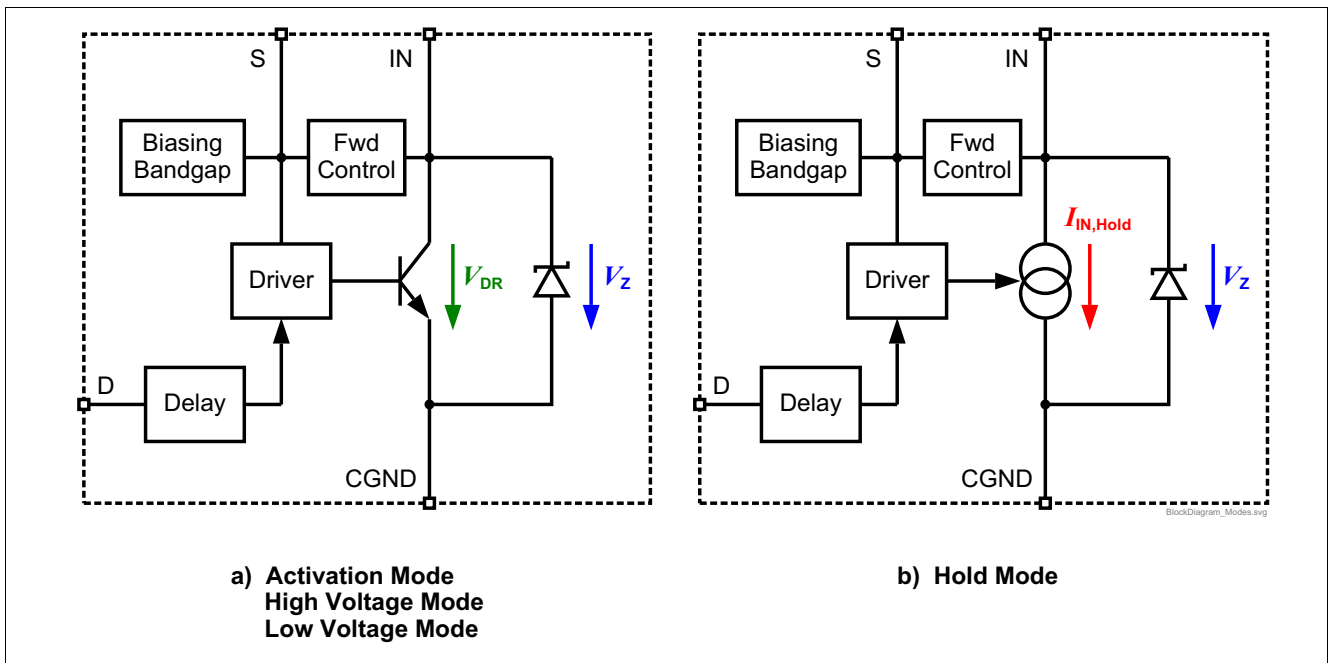 S
IN
Biasing
Bandgap
Fwd
Control
Driver
V_DR
V_Z
D
Delay
CGND
S
IN
Biasing
Bandgap
Fwd
Control
I_IN,Hold
Driver
V_Z
D
Delay
CGND
BlockDiagram_Modes.svg
a) Activation Mode
High Voltage Mode
Low Voltage Mode
b) Hold Mode